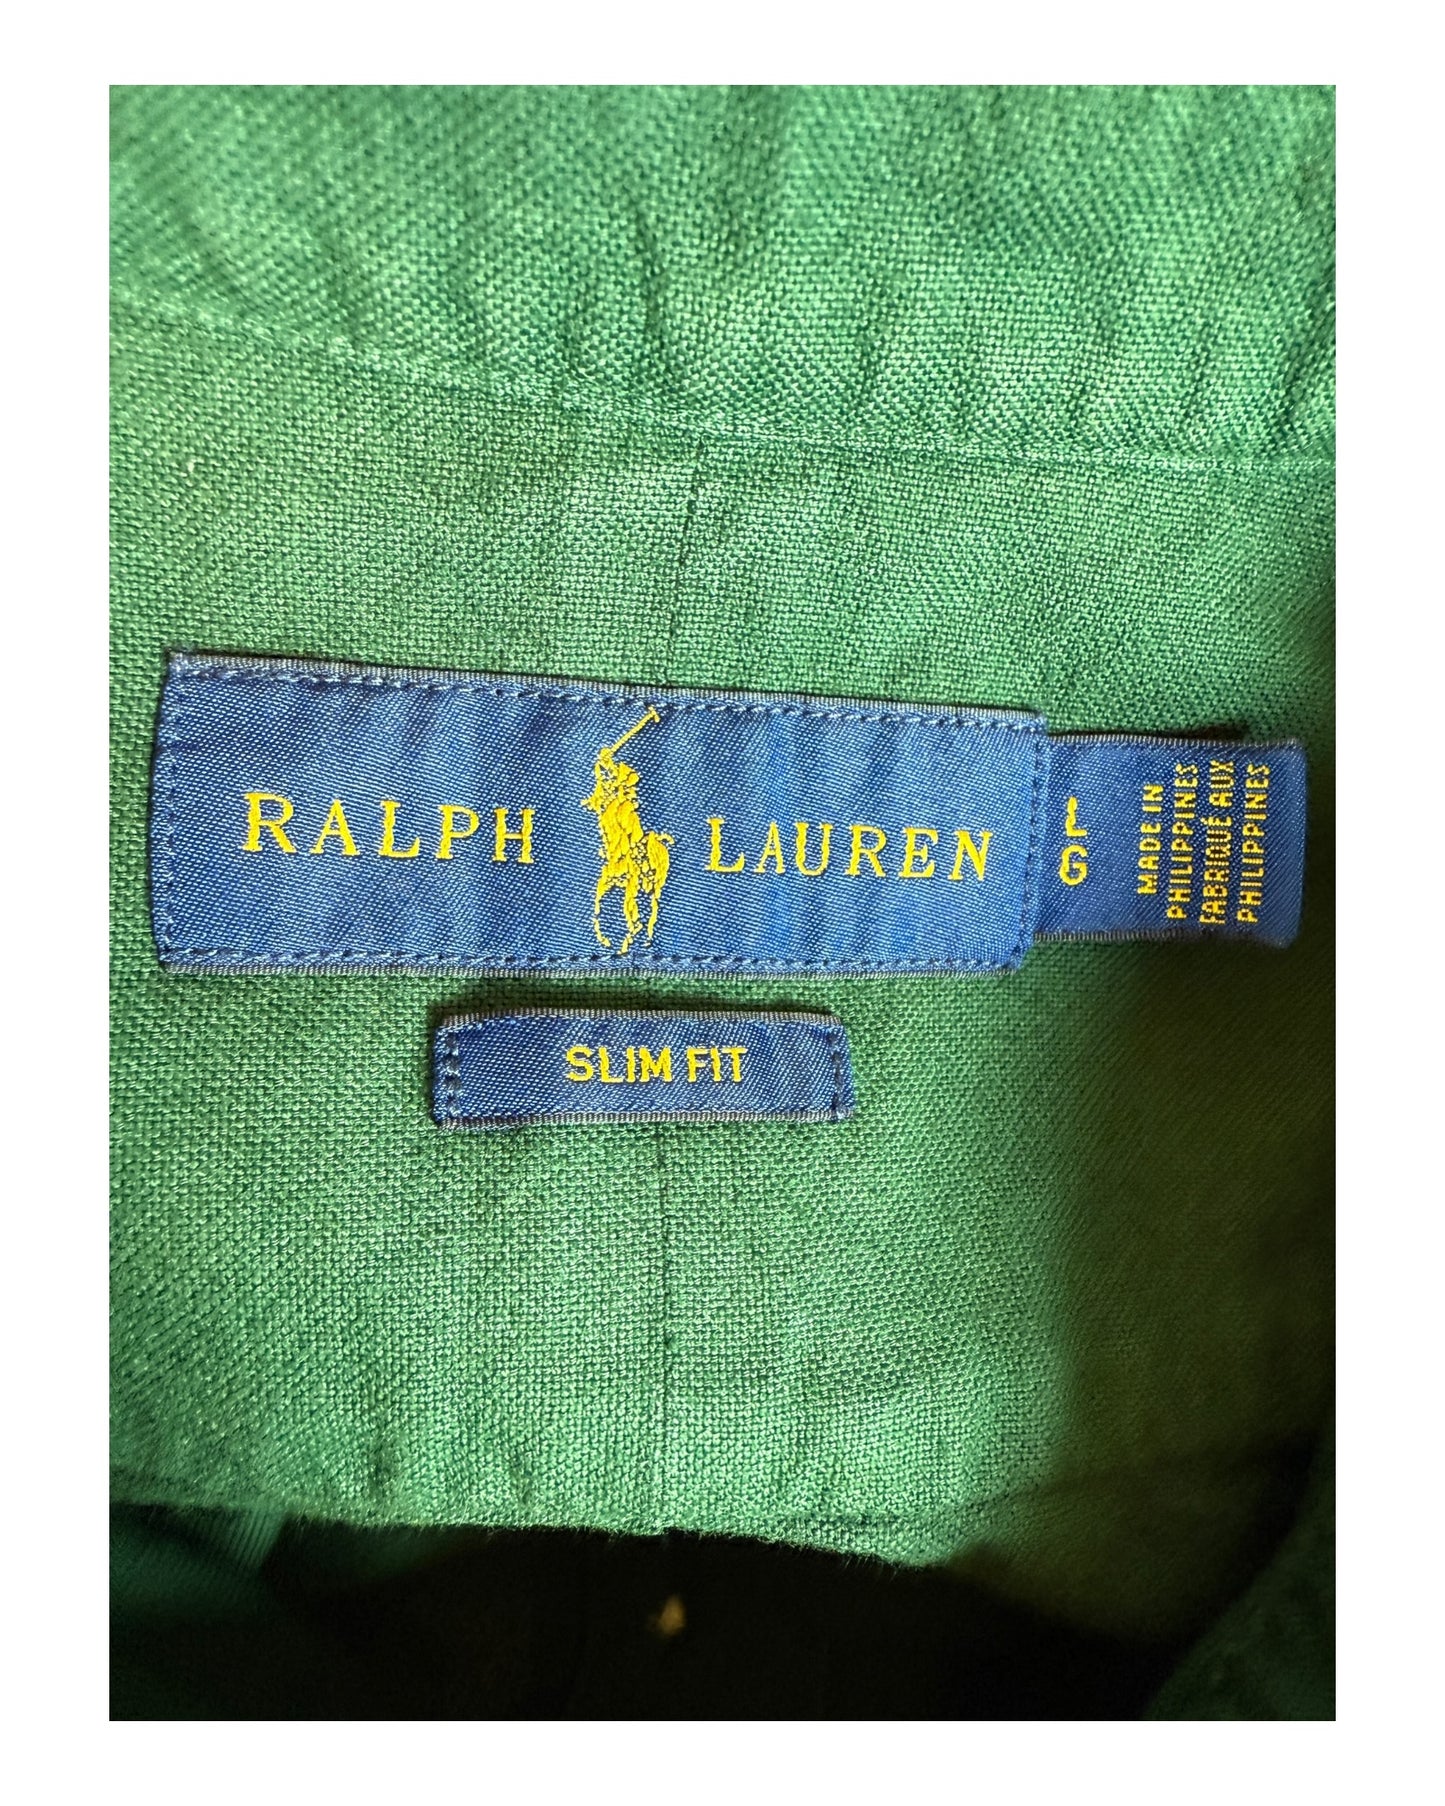 RALPH LAUREN
L
G
MADE IN
PHILIPPINES
FABRIQUÉ AUX
PHILIPPINES
SLIM FIT